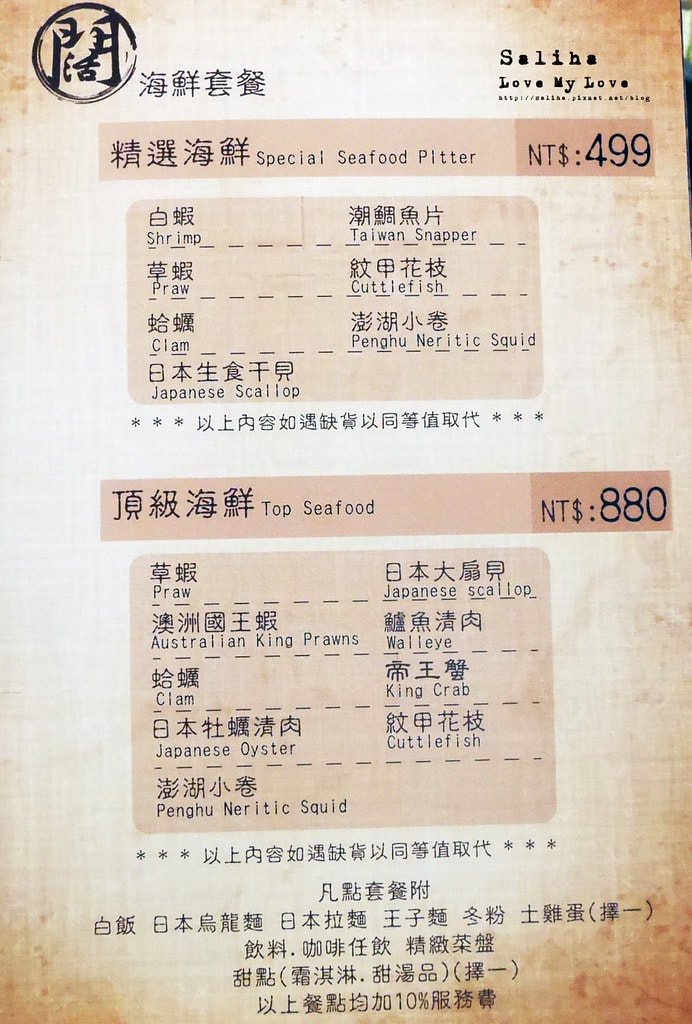 闊
海鮮套餐
Saliha
Love My Love
http://saliha.pixnet.net/blog
精選海鮮 Special Seafood Pltter NT$:499
白蝦 潮鯛魚片
Shrimp Taiwan Snapper
草蝦 紋甲花枝
Praw Cuttlefish
蛤蠣 澎湖小卷
Clam Penghu Neritic Squid
日本生食干貝
Japanese Scallop
* * * 以上內容如遇缺貨以同等值取代 * * *
頂級海鮮 Top Seafood NT$:880
草蝦 日本大扇貝
Praw Japanese scallop
澳洲國王蝦 鱸魚清肉
Australian King Prawns Walleye
蛤蠣 帝王蟹
Clam King Crab
日本牡蠣清肉 紋甲花枝
Japanese Oyster Cuttlefish
澎湖小卷
Penghu Neritic Squid
* * * 以上內容如遇缺貨以同等值取代 * * *
凡點套餐附
白飯 日本烏龍麵 日本拉麵 王子麵 冬粉 土雞蛋(擇一)
飲料.咖啡任飲 精緻菜盤
甜點(霜淇淋.甜湯品)(擇一)
以上餐點均加10%服務費